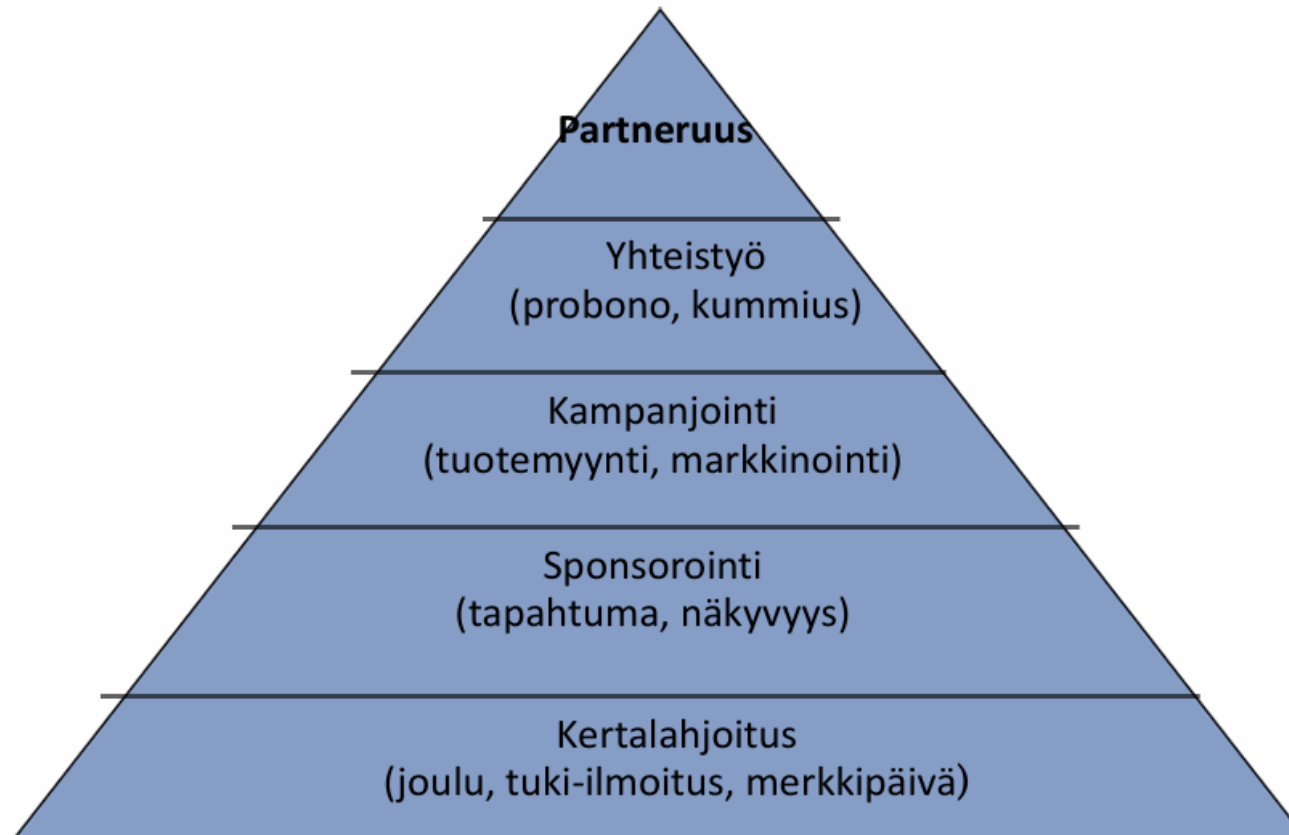 Partneruus
Yhteistyö
(probono, kummius)
Kampanjointi
(tuotemyynti, markkinointi)
Sponsorointi
(tapahtuma, näkyvyys)
Kertalahjoitus
(joulu, tuki-ilmoitus, merkkipäivä)